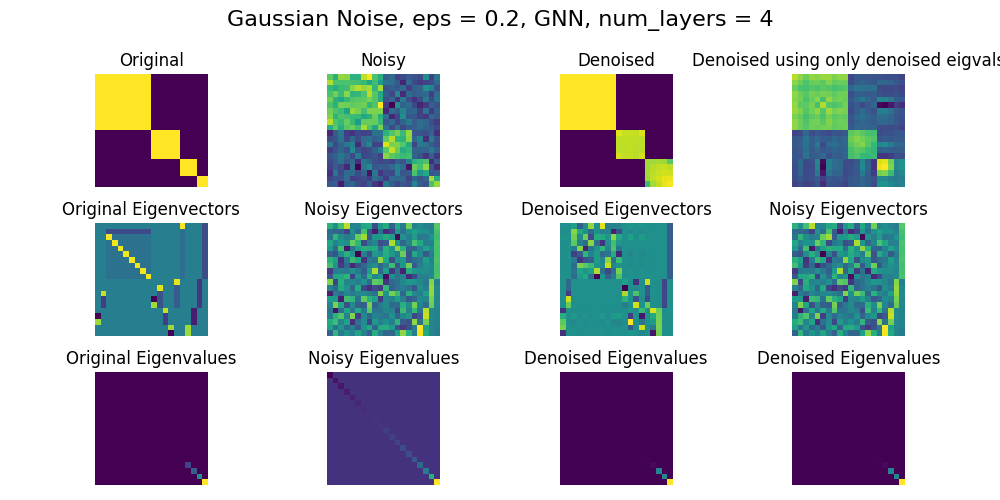 Gaussian Noise, eps = 0.2, GNN, num_layers = 4
Original
Noisy
Denoised
Denoised using only denoised eigvals
Original Eigenvectors
Noisy Eigenvectors
Denoised Eigenvectors
Noisy Eigenvectors
Original Eigenvalues
Noisy Eigenvalues
Denoised Eigenvalues
Denoised Eigenvalues